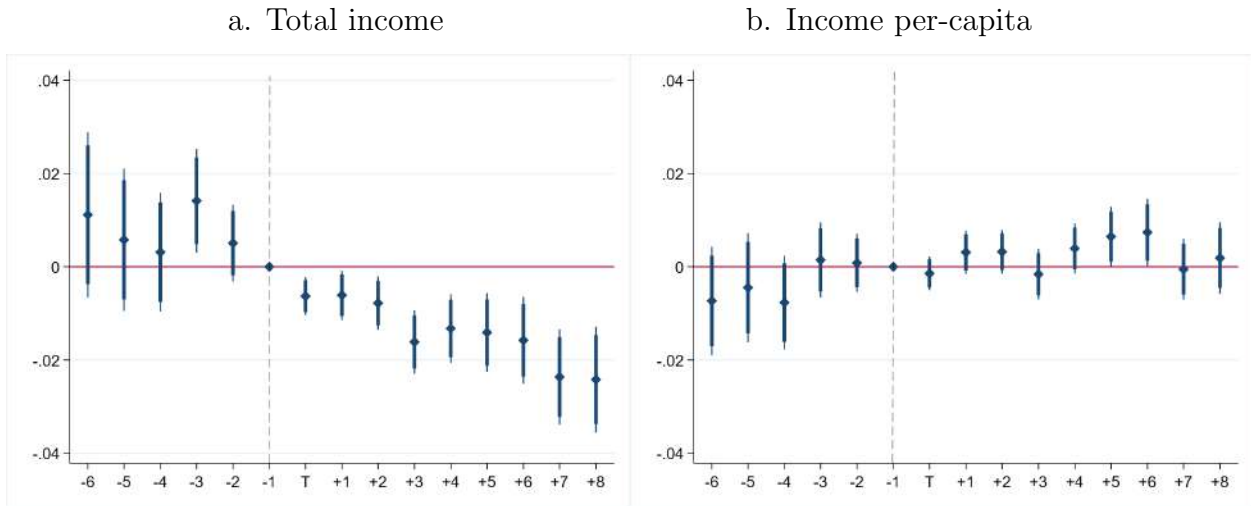 a. Total income
b. Income per-capita
.04
.02
0
-.02
-.04
-6 -5 -4 -3 -2 -1 T +1 +2 +3 +4 +5 +6 +7 +8
.04
.02
0
-.02
-.04
-6 -5 -4 -3 -2 -1 T +1 +2 +3 +4 +5 +6 +7 +8